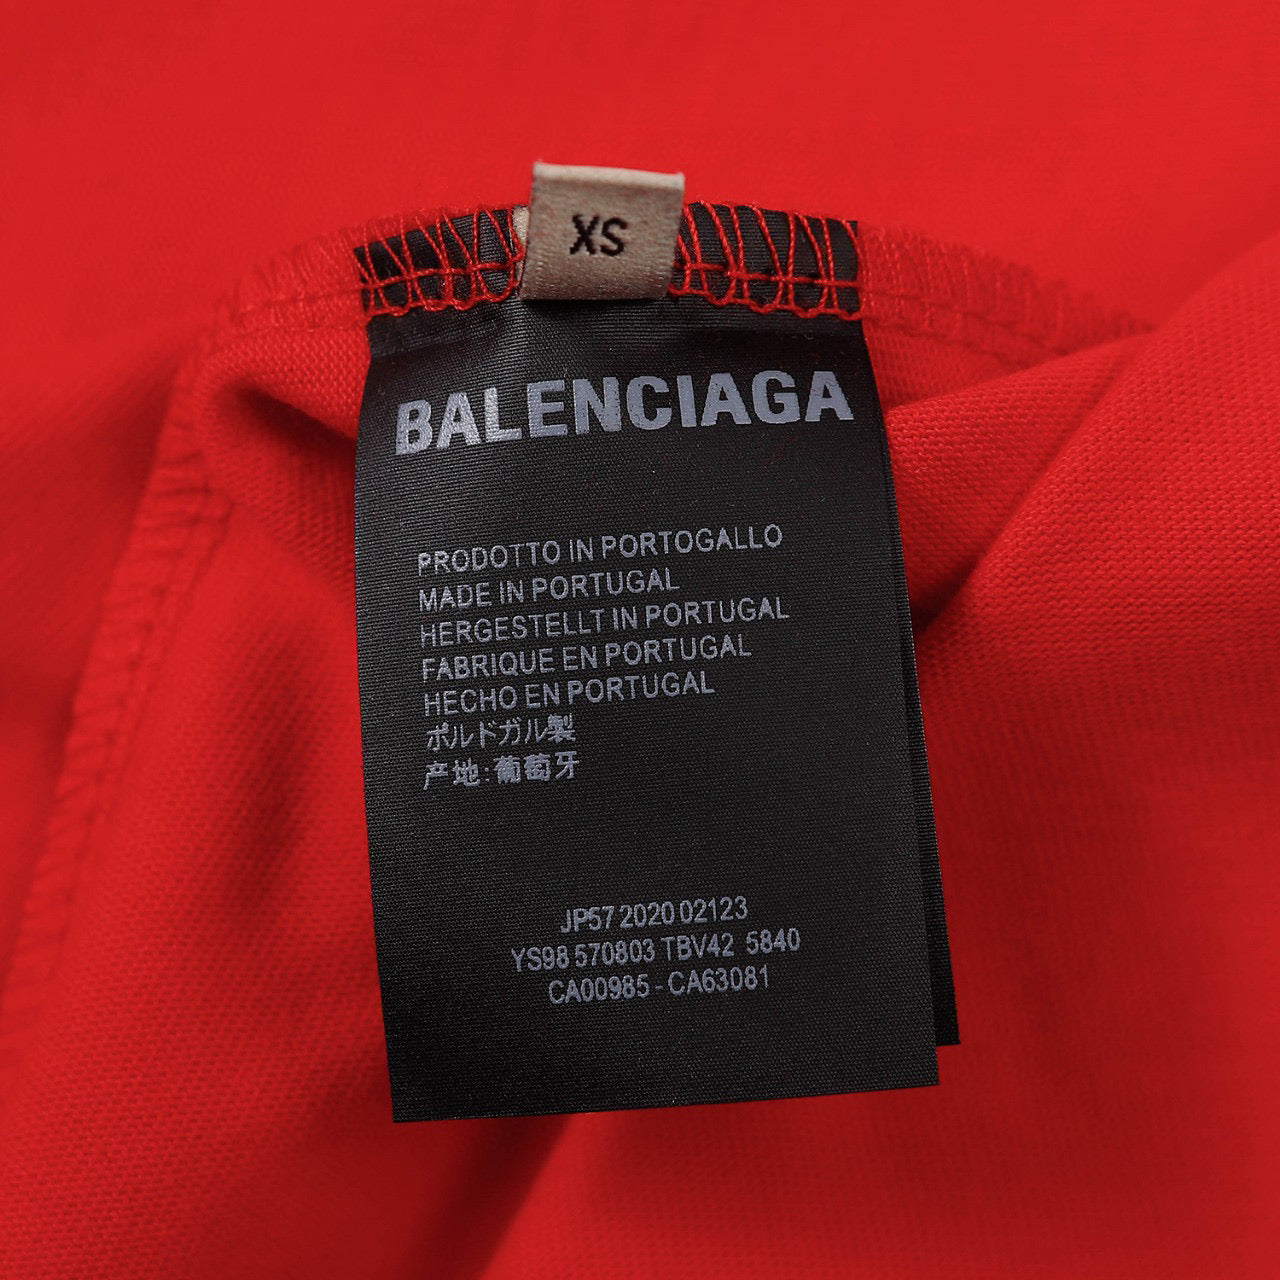 XS
BALENCIAGA
PRODOTTO IN PORTOGALLO
MADE IN PORTUGAL
HERGESTELLT IN PORTUGAL
FABRIQUE EN PORTUGAL
HECHO EN PORTUGAL
ポルドガル製
产地:葡萄牙
JP57 2020 02123
YS98 570803 TBV42 5840
CA00985 - CA63081